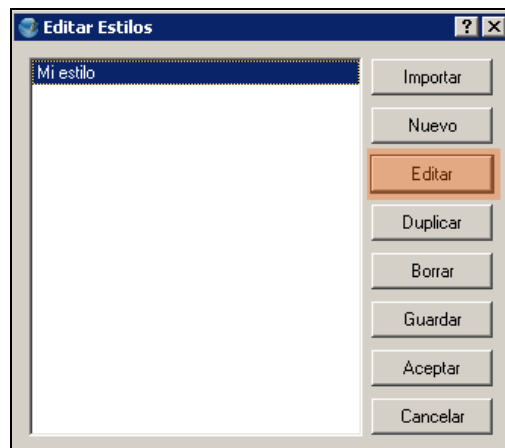 Editar Estilos
Mi estilo
Importar
Nuevo
Editar
Duplicar
Borrar
Guardar
Aceptar
Cancelar